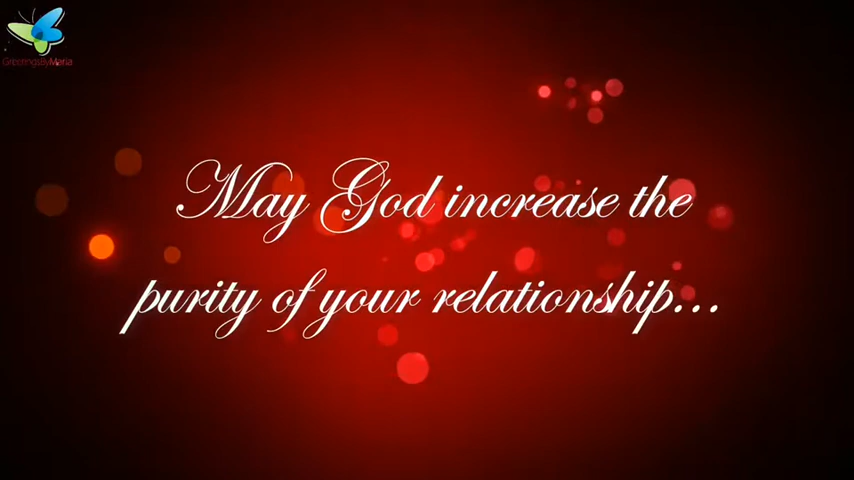 GreetingsByMaria
May God increase the
purity of your relationship...